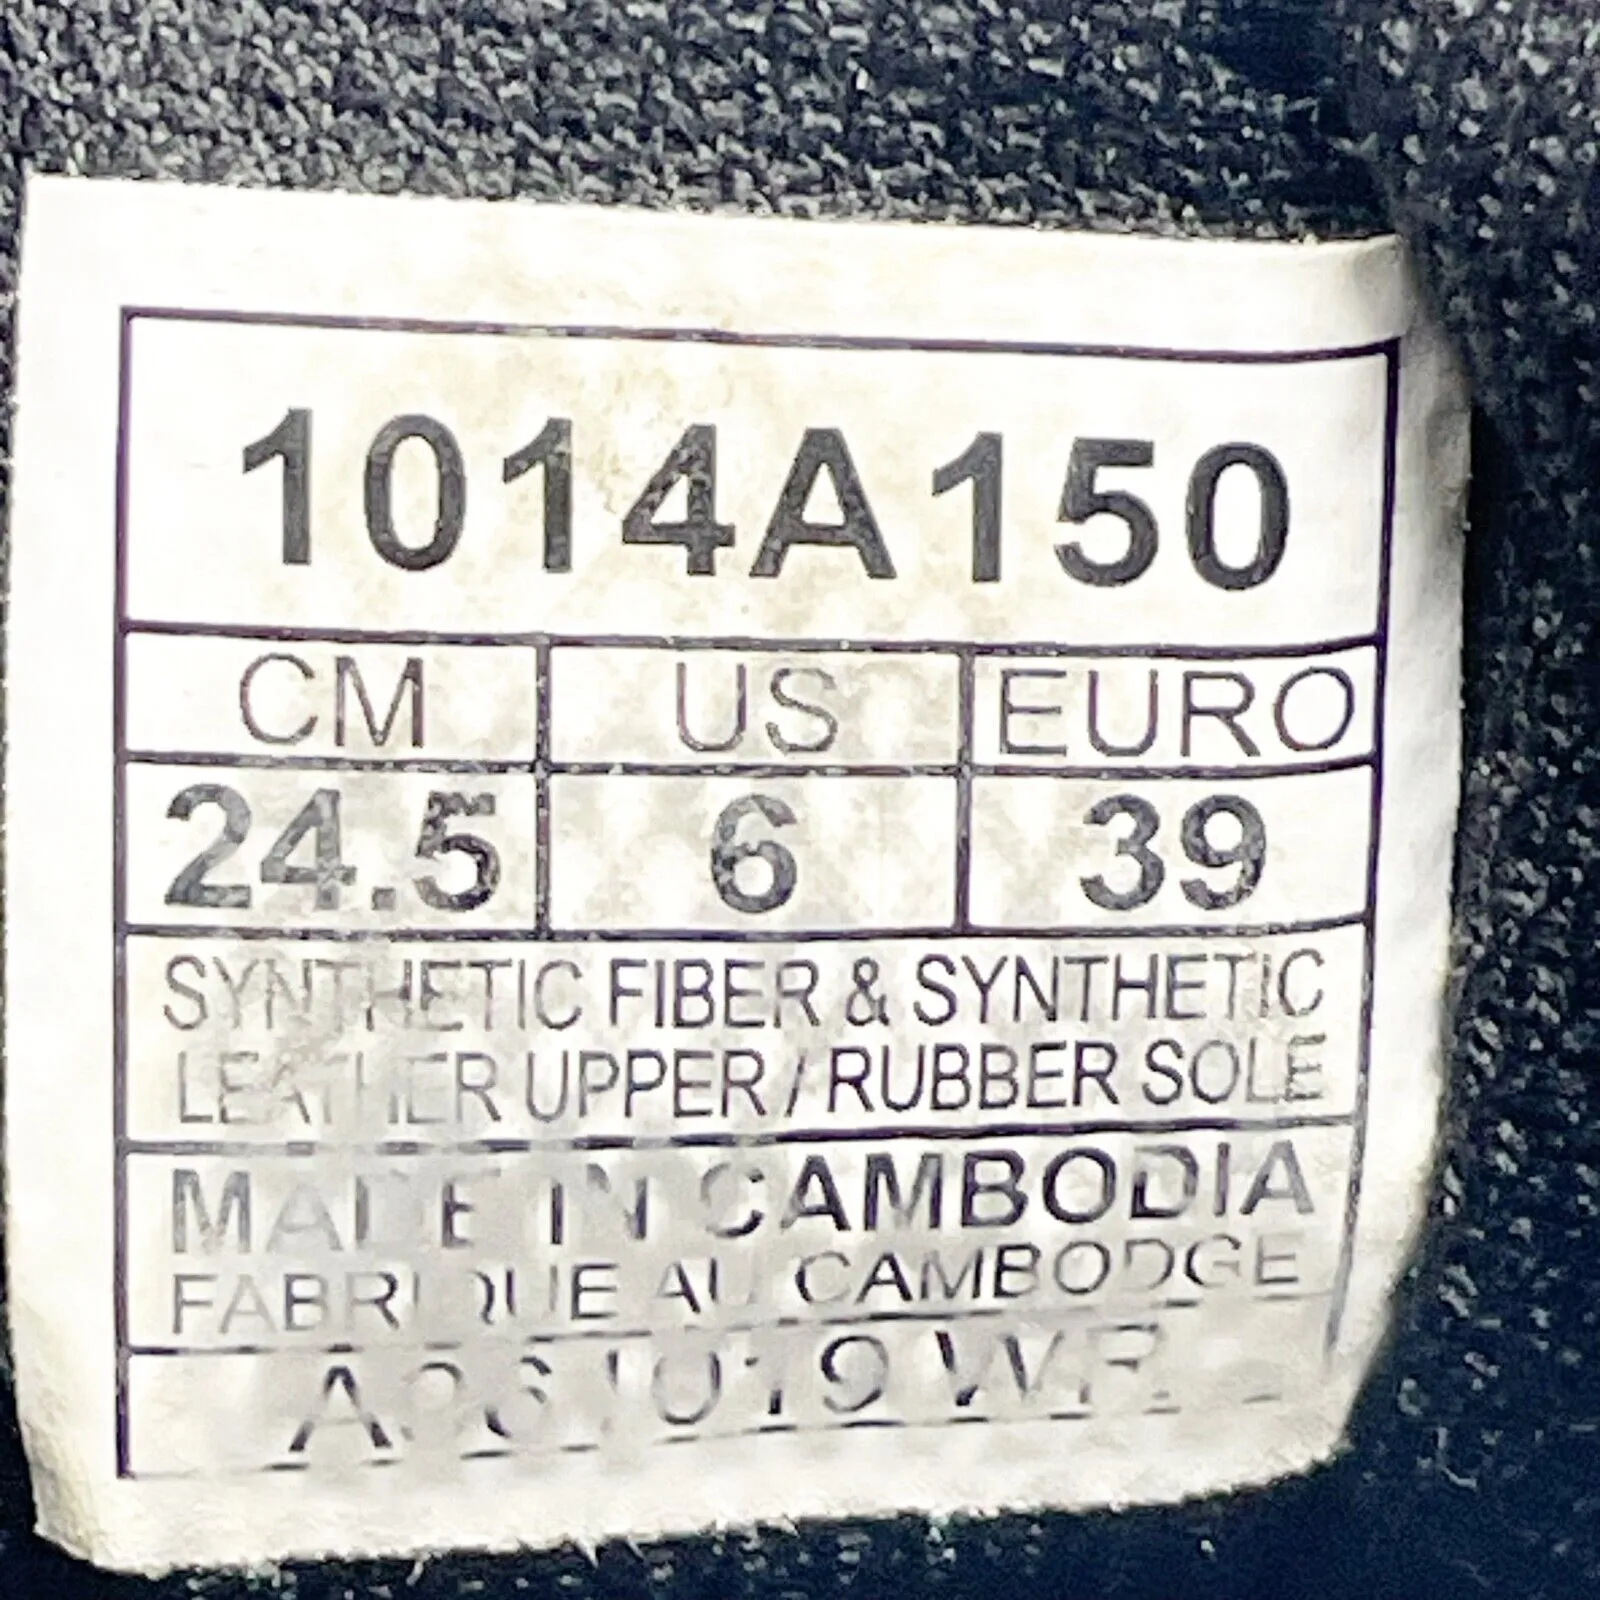 1014A150
CM US EURO
24.5 6 39
SYNTHETIC FIBER & SYNTHETIC
LEATHER UPPER / RUBBER SOLE
MADE IN CAMBODIA
FABRIQUE AU CAMBODGE